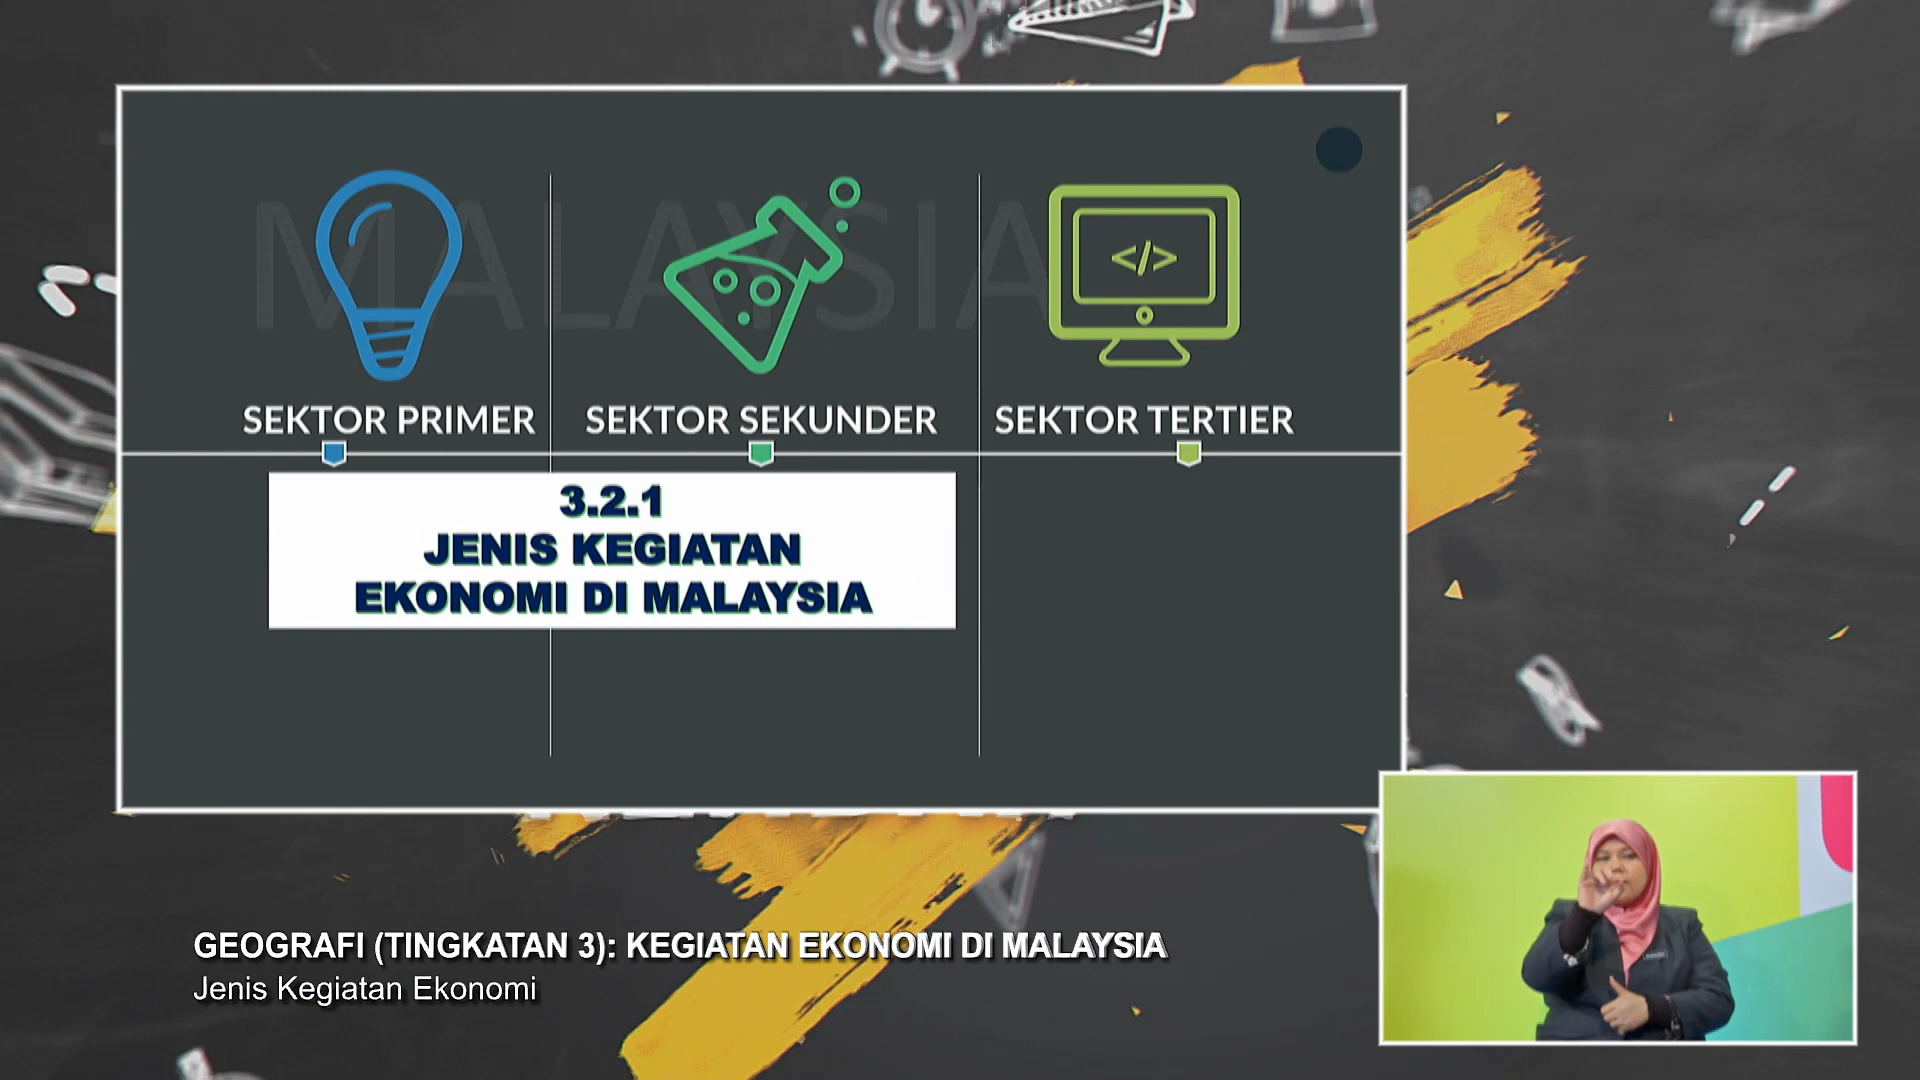 MALAYSIA
</>
SEKTOR PRIMER
SEKTOR SEKUNDER
SEKTOR TERTIER
3.2.1
JENIS KEGIATAN
EKONOMI DI MALAYSIA
GEOGRAFI (TINGKATAN 3): KEGIATAN EKONOMI DI MALAYSIA
Jenis Kegiatan Ekonomi